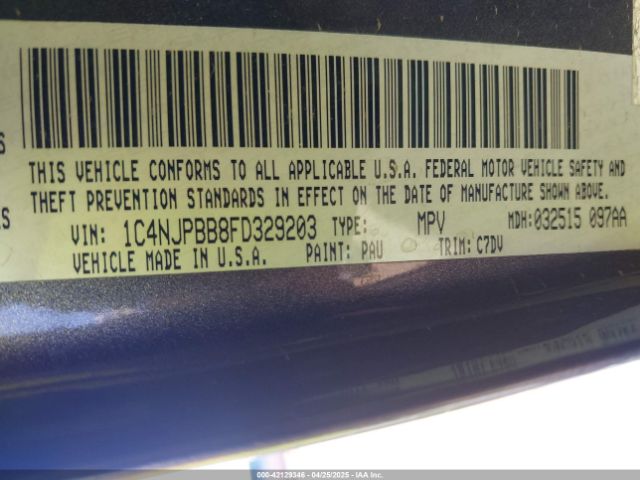 THIS VEHICLE CONFORMS TO ALL APPLICABLE U.S.A. FEDERAL MOTOR VEHICLE SAFETY AND
THEFT PREVENTION STANDARDS IN EFFECT ON THE DATE OF MANUFACTURE SHOWN ABOVE.
VIN: 1C4NJPBB8FD329203 TYPE: MPV MDH:032515 097AA
VEHICLE MADE IN U.S.A. PAINT: PAU TRIM: C7DV
000-42129346 - 04/25/2025 - IAA Inc.